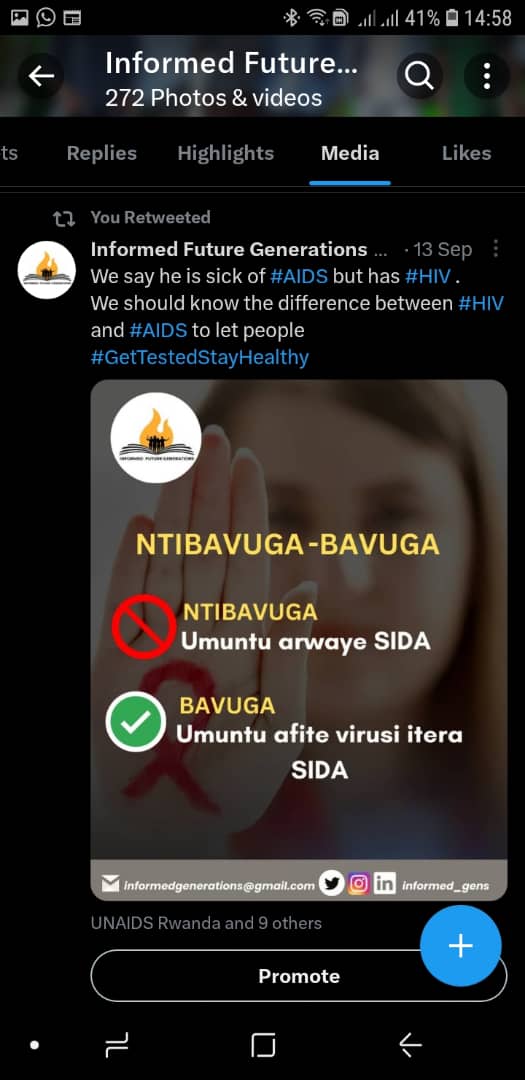 41% 14:58
Informed Future...
272 Photos & videos
ts Replies Highlights Media Likes
You Retweeted
Informed Future Generations ... · 13 Sep
We say he is sick of #AIDS but has #HIV .
We should know the difference between #HIV
and #AIDS to let people
#GetTestedStayHealthy
INFORMED FUTURE GENERATIONS
NTIBAVUGA -BAVUGA
NTIBAVUGA
Umuntu arwaye SIDA
BAVUGA
Umuntu afite virusi itera
SIDA
informedgenerations@gmail.com in informed_gens
UNAIDS Rwanda and 9 others
+
Promote